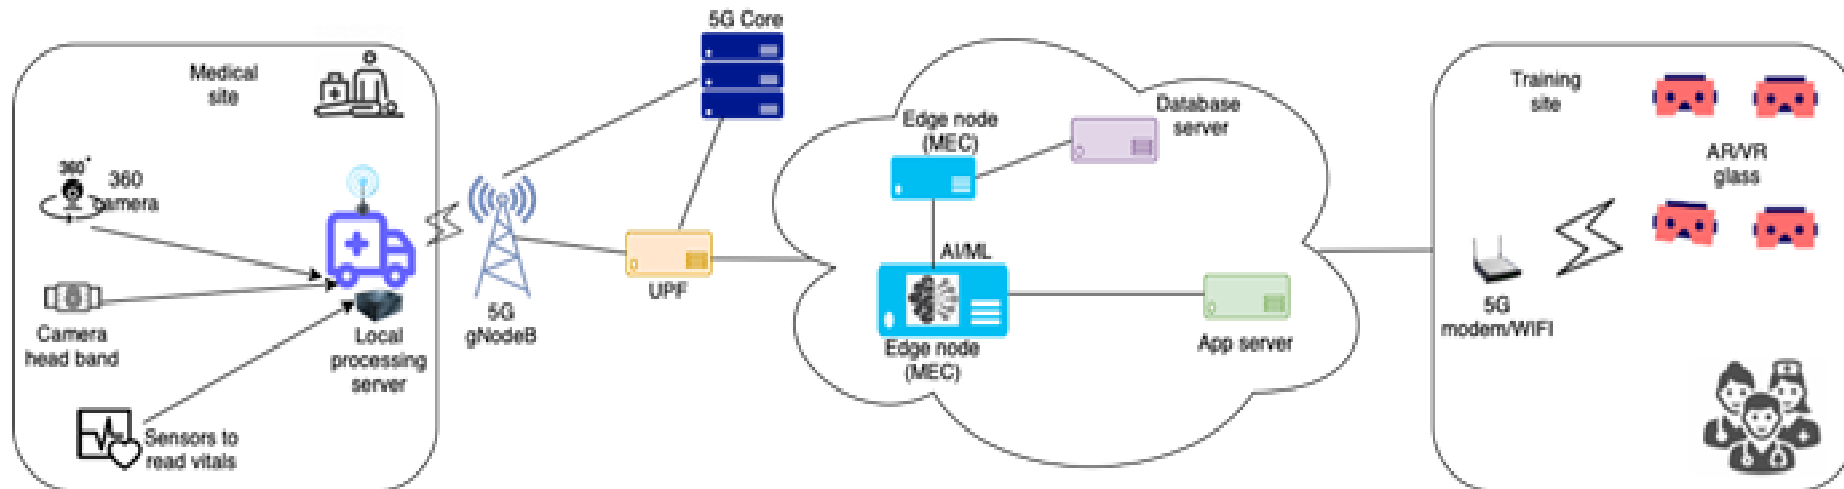 5G Core
Medical
site
360°
360
camera
Camera
head band
Sensors to
read vitals
Local
processing
server
5G
gNodeB
UPF
Edge node
(MEC)
Database
server
AI/ML
Edge node
(MEC)
App server
Training
site
AR/VR
glass
5G
modem/WIFI